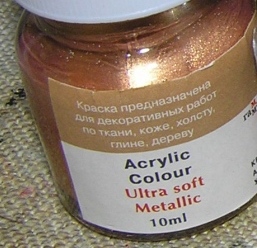 Краска предназначена
для декоративных работ
по ткани, коже, холсту,
глине, дереву
Acrylic
Colour
Ultra soft
Metallic
10ml